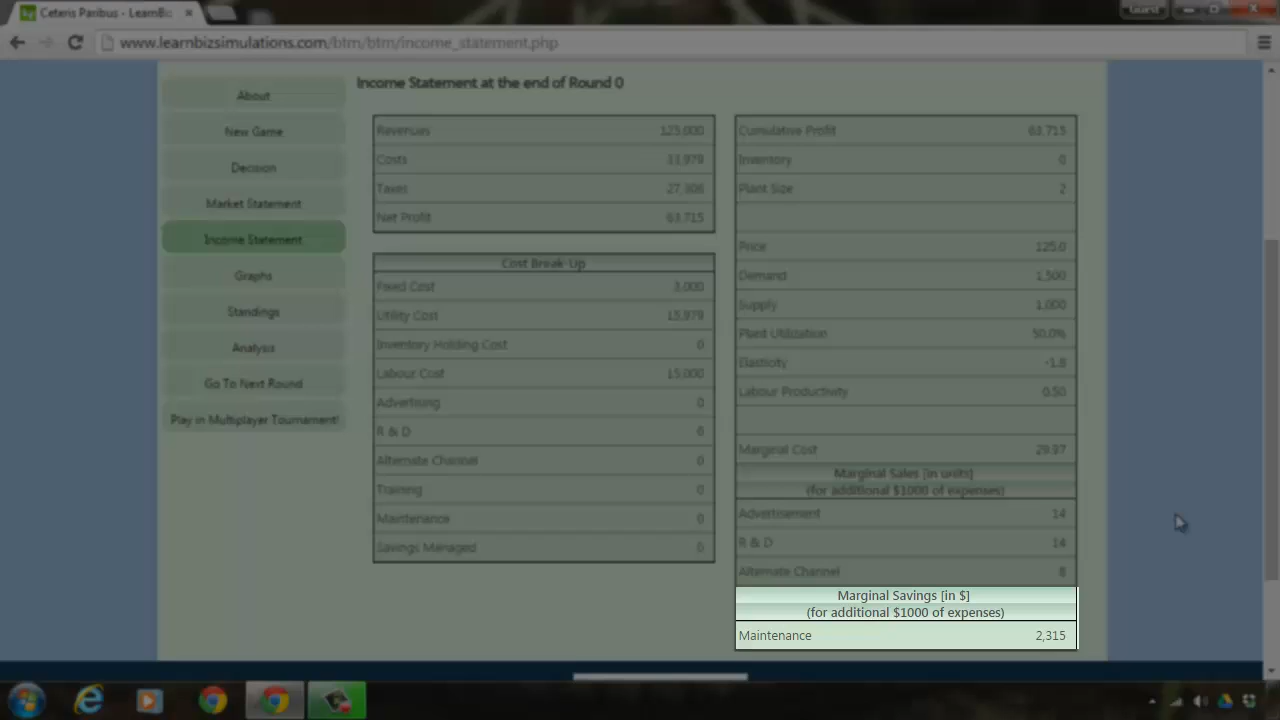 Ceteris Paribus - LearnBiz
Guest
www.learnbizsimulations.com/btm/btm/income_statement.php
About
New Game
Decision
Market Statement
Income Statement
Graphs
Standings
Analysis
Go To Next Round
Play in Multiplayer Tournament!
Income Statement at the end of Round 0
Revenues 125,000
Costs 33,979
Taxes
Net Profit 63,715
Cost Break-Up
Fixed Cost 3,000
Utility Cost 15,979
Inventory Holding Cost 0
Labour Cost 15,000
Advertising 0
R & D 0
Alternate Channel 0
Training 0
Maintenance 0
Savings Managed 0
Cumulative Profit 63,715
Inventory 0
Plant Size 2
Price 125.0
Demand 1,500
Supply 1,000
Plant Utilization 50.0%
Elasticity -1.8
Labour Productivity 0.50
Marginal Cost 29.97
Marginal Sales [in units]
(for additional $1000 of expenses)
Advertisement 14
R & D 14
Alternate Channel 8
Marginal Savings [in $]
(for additional $1000 of expenses)
Maintenance 2,315